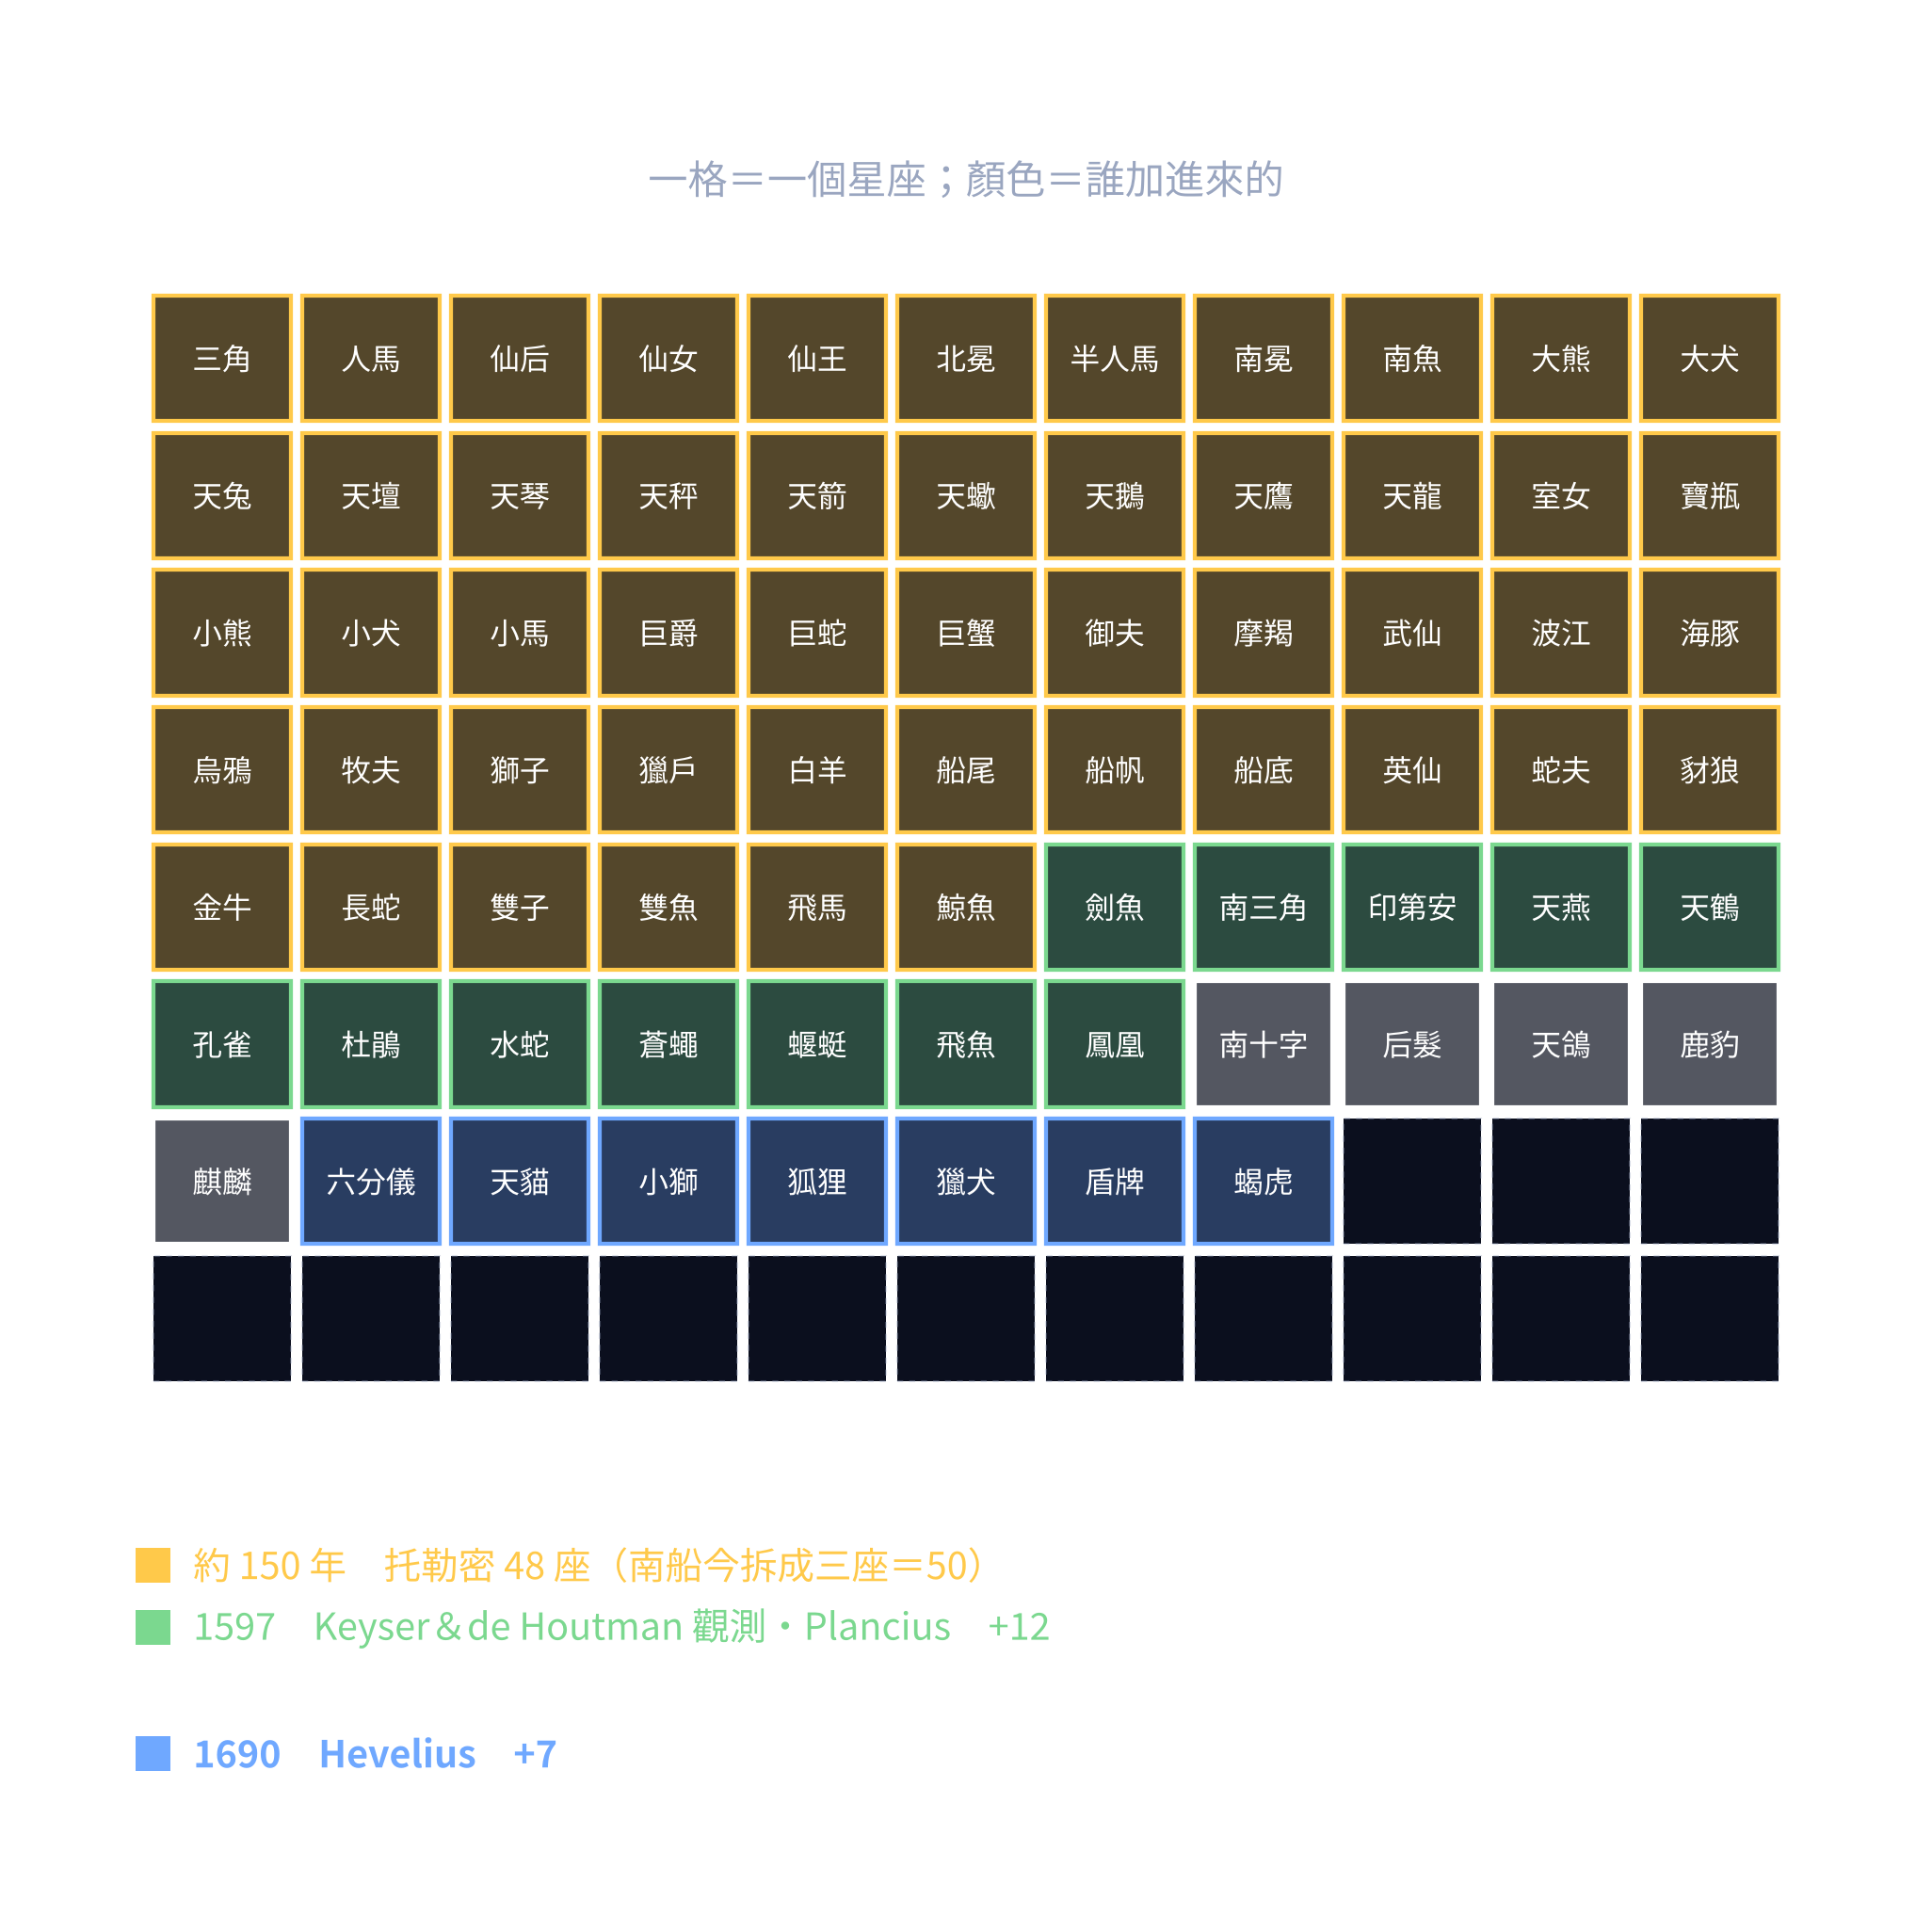 一格＝一個星座；顏色＝誰加進來的
三角 人馬 仙后 仙女 仙王 北冕 半人馬 南冕 南魚 大熊 大犬
天兔 天壇 天琴 天秤 天箭 天蠍 天鵝 天鷹 天龍 室女 寶瓶
小熊 小犬 小馬 巨爵 巨蛇 巨蟹 御夫 摩羯 武仙 波江 海豚
烏鴉 牧夫 獅子 獵戶 白羊 船尾 船帆 船底 英仙 蛇夫 豺狼
金牛 長蛇 雙子 雙魚 飛馬 鯨魚 劍魚 南三角 印第安 天燕 天鶴
孔雀 杜鵑 水蛇 蒼蠅 蝘蜓 飛魚 鳳凰 南十字 后髮 天鴿 鹿豹
麒麟 六分儀 天貓 小獅 狐狸 獵犬 盾牌 蝎虎
約 150 年　托勒密 48 座（南船今拆成三座＝50）
1597　Keyser＆de Houtman 觀測・Plancius　+12
1690　Hevelius　+7